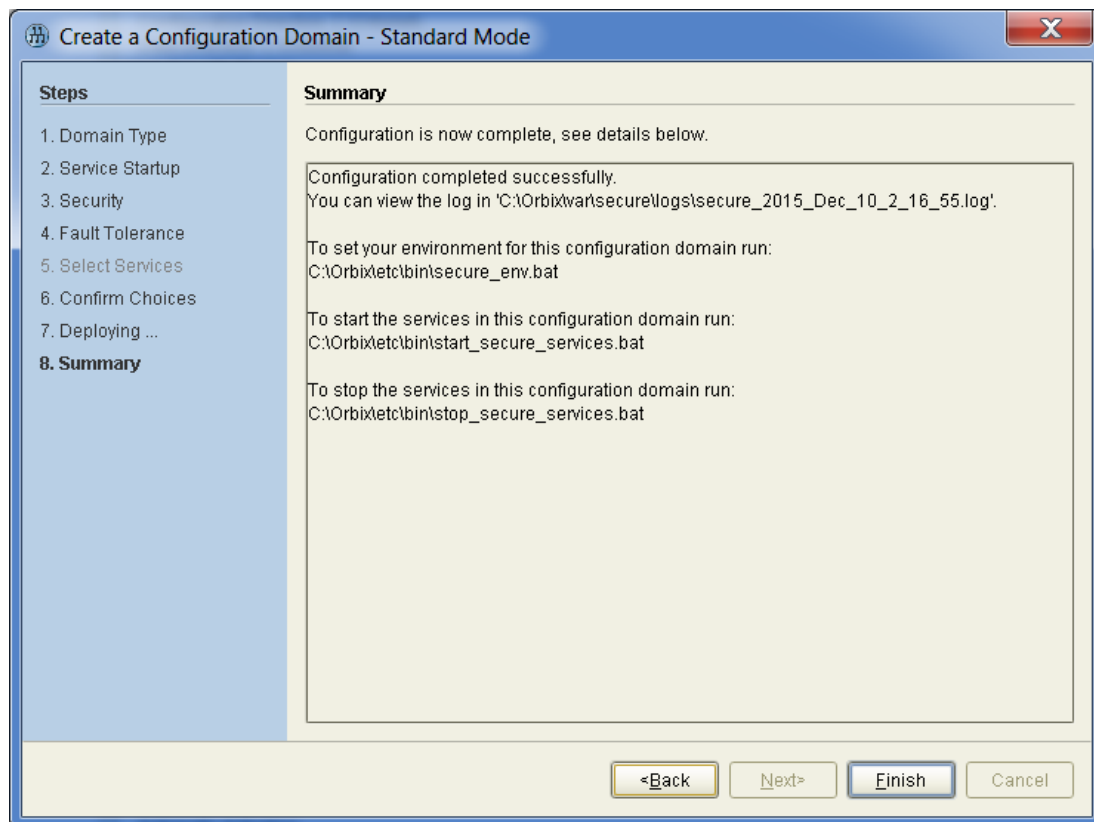 Create a Configuration Domain - Standard Mode
Steps
1. Domain Type
2. Service Startup
3. Security
4. Fault Tolerance
5. Select Services
6. Confirm Choices
7. Deploying ...
8. Summary
Summary
Configuration is now complete, see details below.
Configuration completed successfully.
You can view the log in 'C:\Orbix\var\secure\logs\secure_2015_Dec_10_2_16_55.log'.
To set your environment for this configuration domain run:
C:\Orbix\etc\bin\secure_env.bat
To start the services in this configuration domain run:
C:\Orbix\etc\bin\start_secure_services.bat
To stop the services in this configuration domain run:
C:\Orbix\etc\bin\stop_secure_services.bat
<Back
Next>
Finish
Cancel